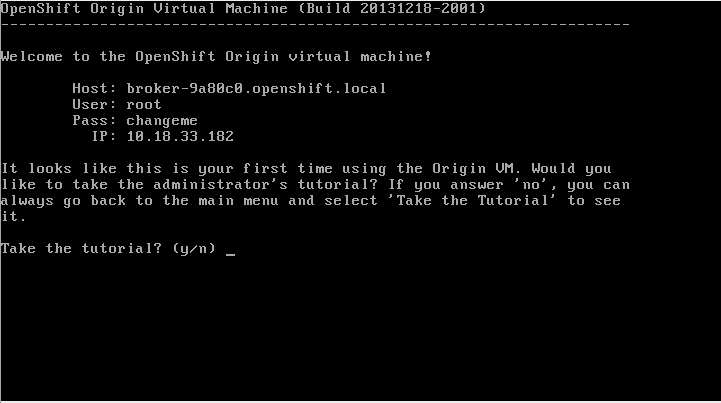 OpenShift Origin Virtual Machine (Build 20131218-2001)
----------------------------------------------------------------------
Welcome to the OpenShift Origin virtual machine!
Host: broker-9a80c0.openshift.local
User: root
Pass: changeme
IP: 10.18.33.182
It looks like this is your first time using the Origin VM. Would you
like to take the administrator's tutorial? If you answer 'no', you can
always go back to the main menu and select 'Take the Tutorial' to see
it.
Take the tutorial? (y/n) _